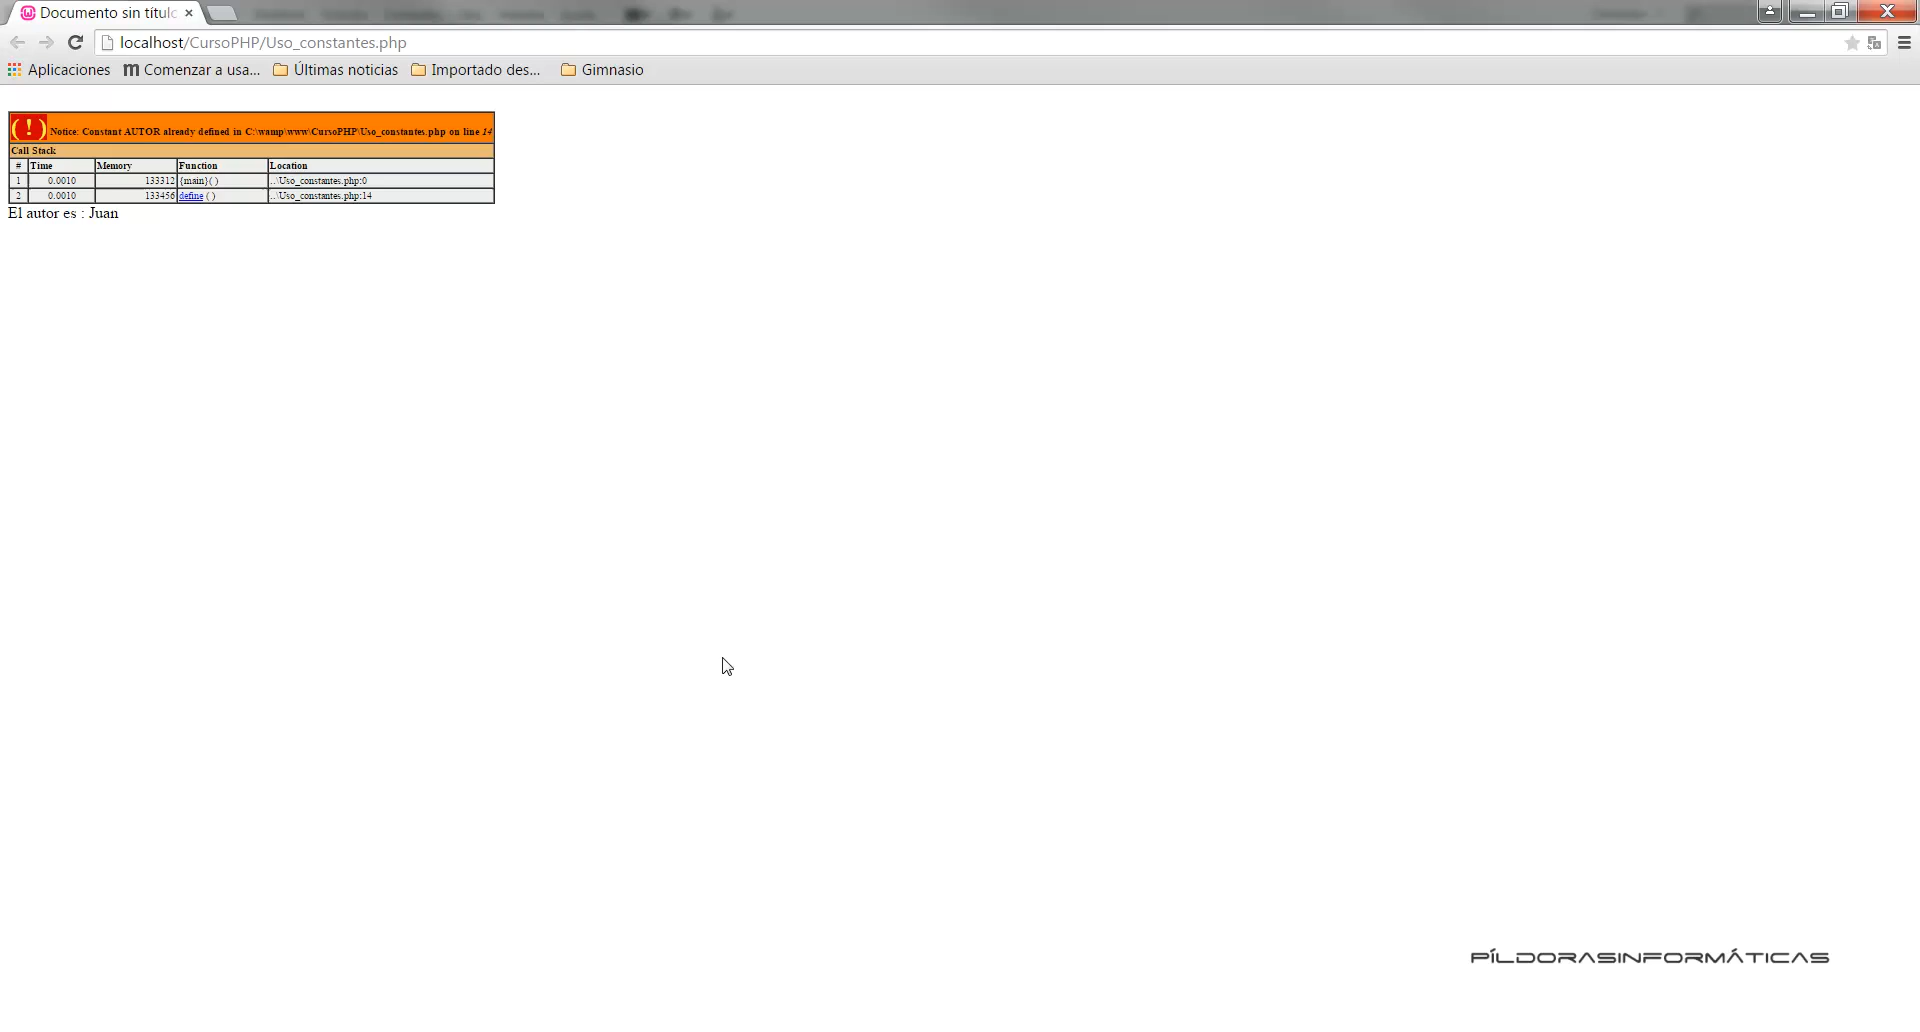 Documento sin títulc
localhost/CursoPHP/Uso_constantes.php
Aplicaciones Comenzar a usa... Últimas noticias Importado des... Gimnasio
( ! ) Notice: Constant AUTOR already defined in C:\wamp\www\CursoPHP\Uso_constantes.php on line 14
Call Stack
# Time Memory Function Location
1 0.0010 133312 {main}( ) ..\Uso_constantes.php:0
2 0.0010 133456 define ( ) ..\Uso_constantes.php:14
El autor es : Juan
PÍLDORASINFORMÁTICAS